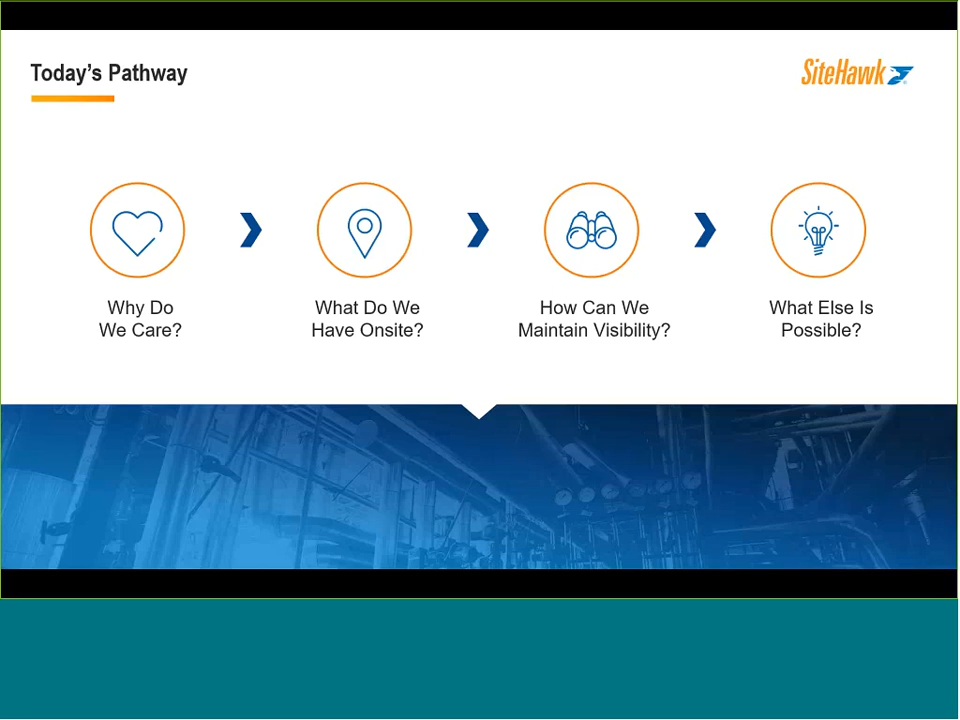 Today's Pathway
SiteHawk
Why Do
We Care?
What Do We
Have Onsite?
How Can We
Maintain Visibility?
What Else Is
Possible?